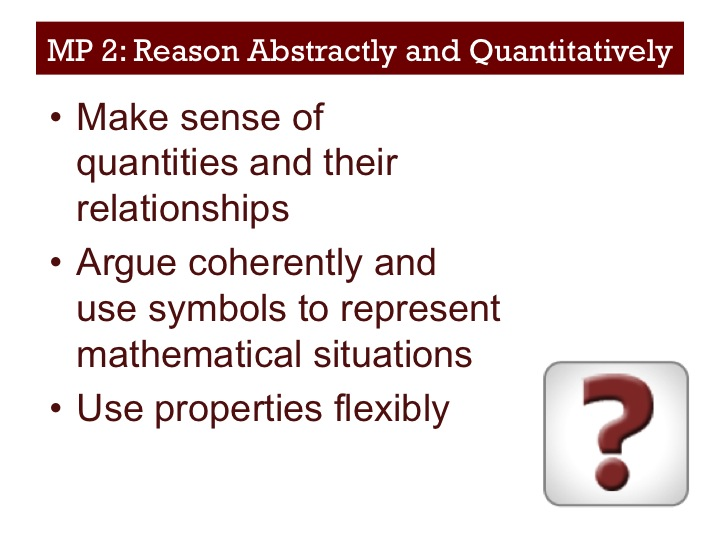 MP 2: Reason Abstractly and Quantitatively
• Make sense of
quantities and their
relationships
• Argue coherently and
use symbols to represent
mathematical situations
• Use properties flexibly
?